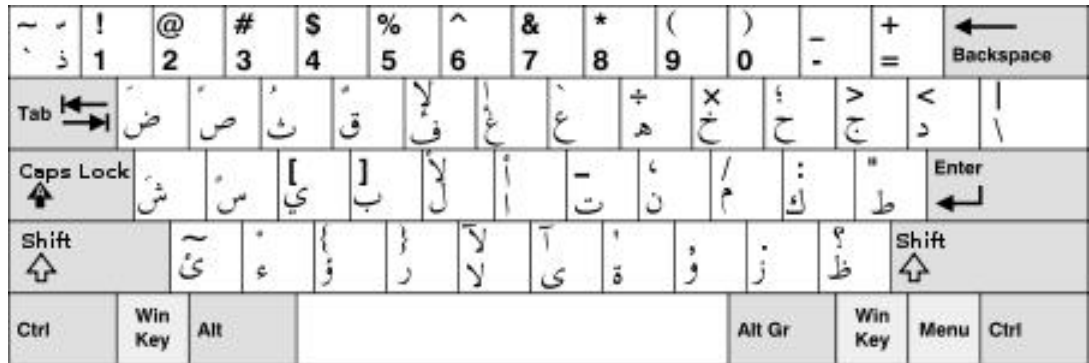 ~ ّ ! @ # $ % ^ & * ( ) _ +
` ذ 1 2 3 4 5 6 7 8 9 0 - = Backspace
لإ إ ` ÷ × ؛ > < |
Tab ض ص ث ق ف غ ع ه خ ح ج د \
Caps Lock [ ] لأ أ - ، / : " Enter
ش س ي ب ل ا ت ن م ك ط
Shift ~ { } لآ آ ' . ؟ Shift
ئ ء ؤ ر لا ى ة و ز ظ
Ctrl Win Key Alt Alt Gr Win Key Menu Ctrl